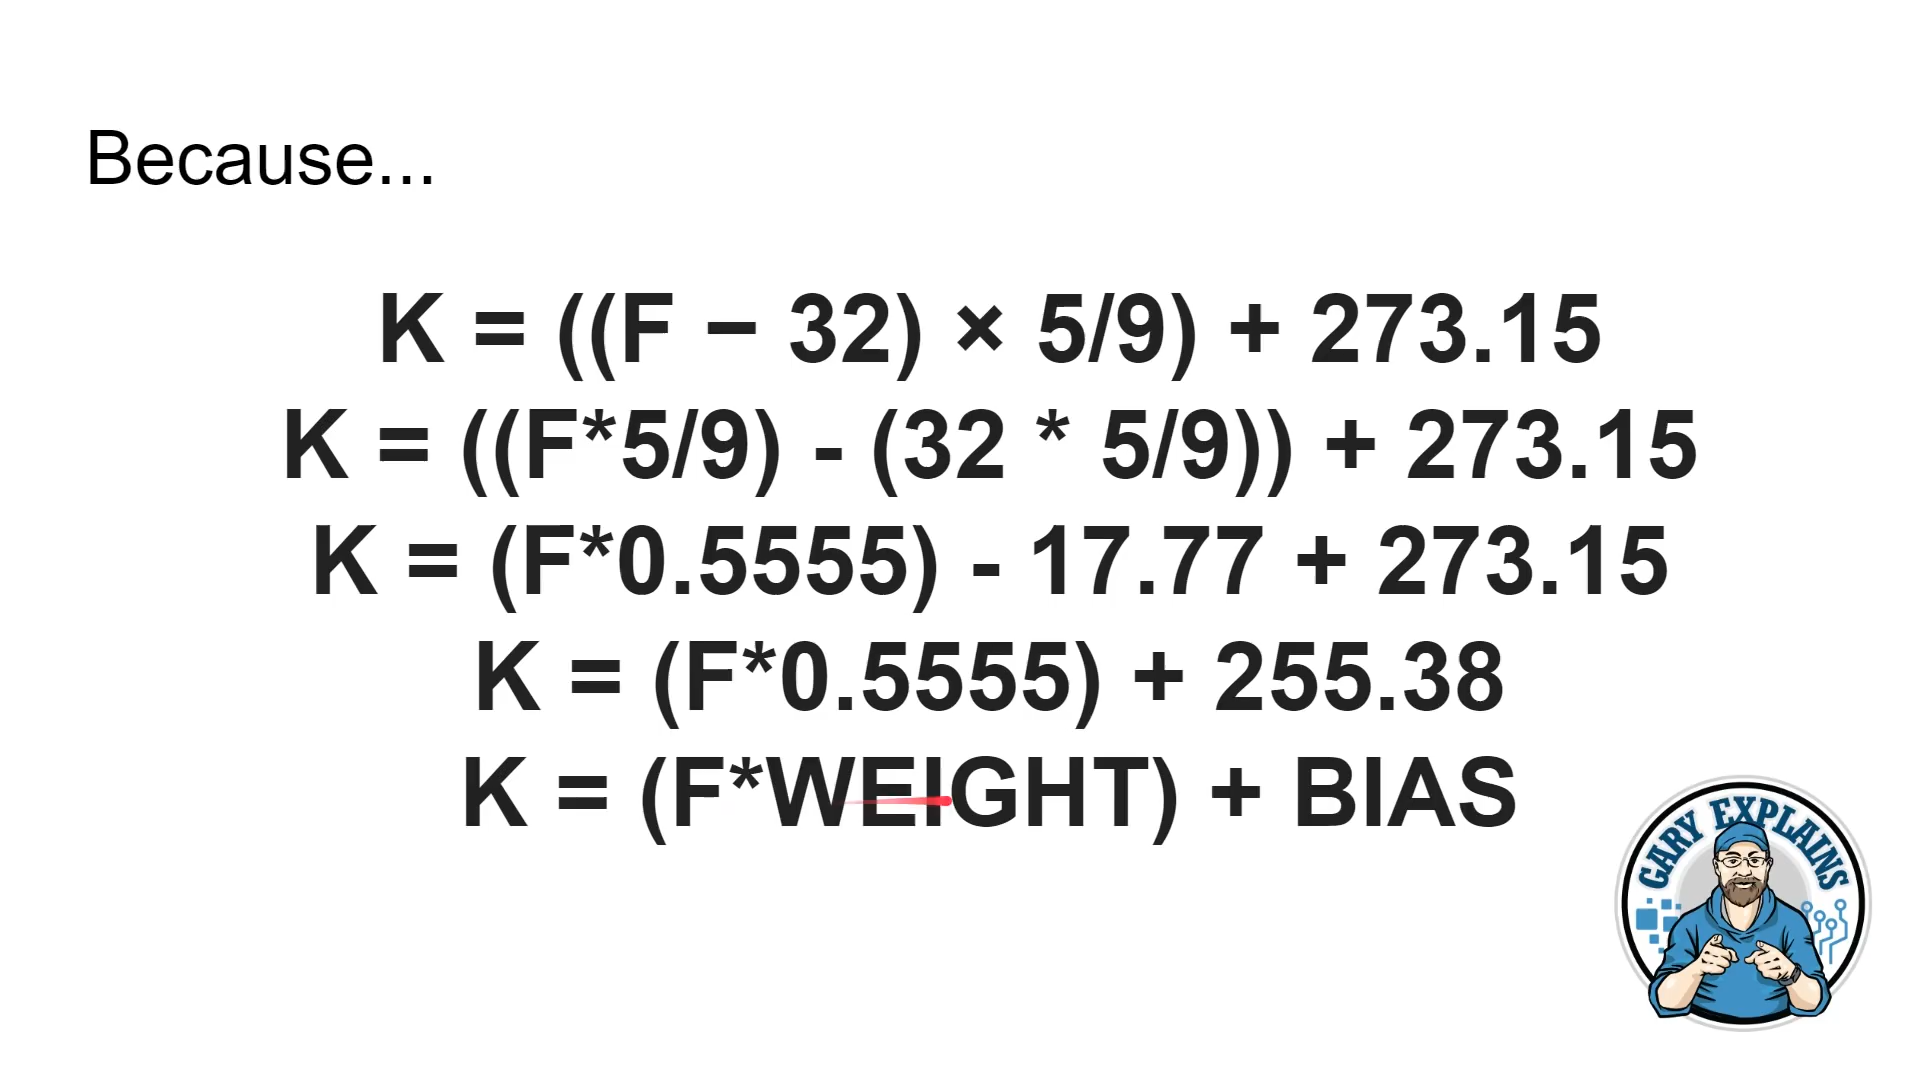 Because...
K = ((F − 32) × 5/9) + 273.15
K = ((F*5/9) - (32 * 5/9)) + 273.15
K = (F*0.5555) - 17.77 + 273.15
K = (F*0.5555) + 255.38
K = (F*WEIGHT) + BIAS
GARY EXPLAINS